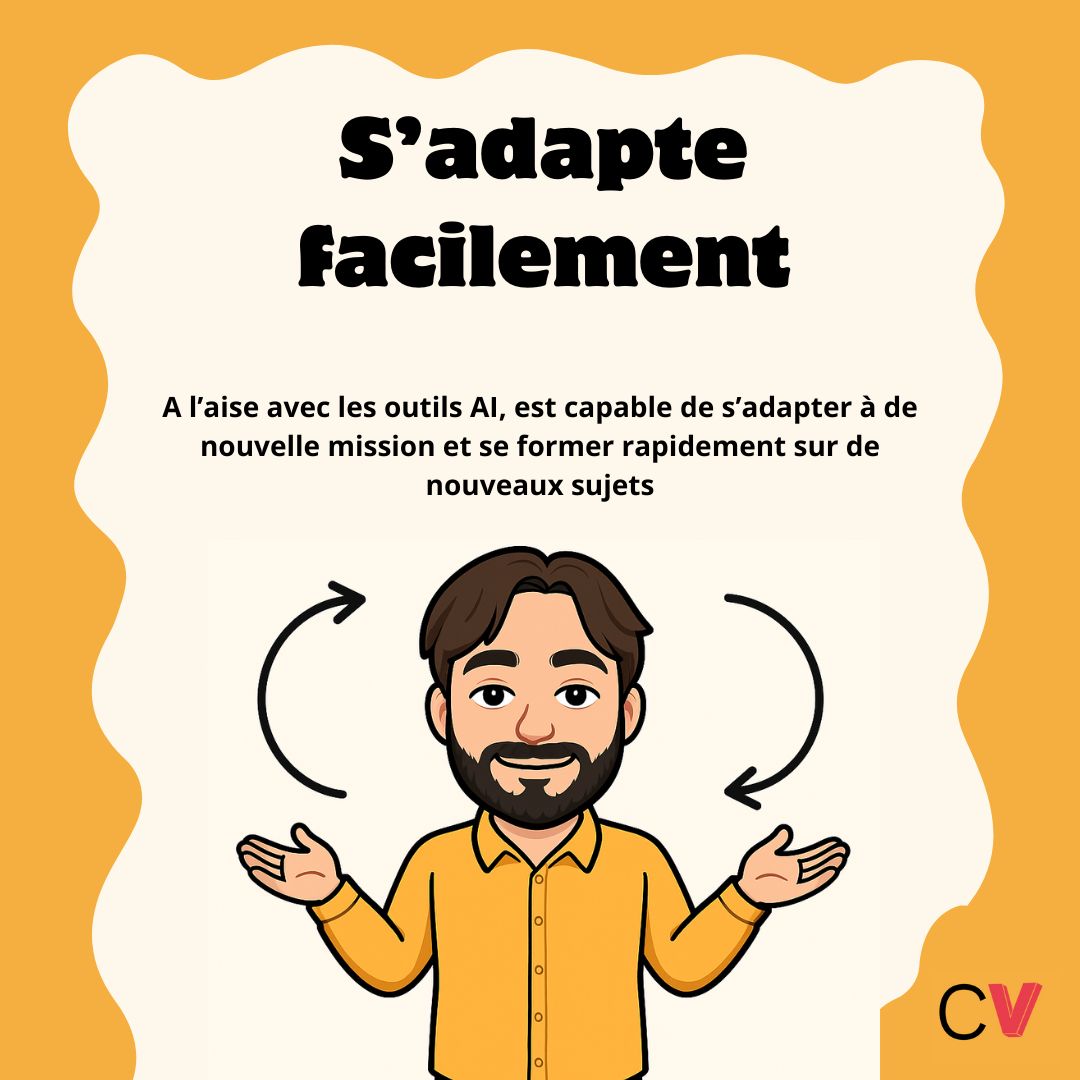 S’adapte
facilement
A l’aise avec les outils AI, est capable de s’adapter à de
nouvelle mission et se former rapidement sur de
nouveaux sujets
CV